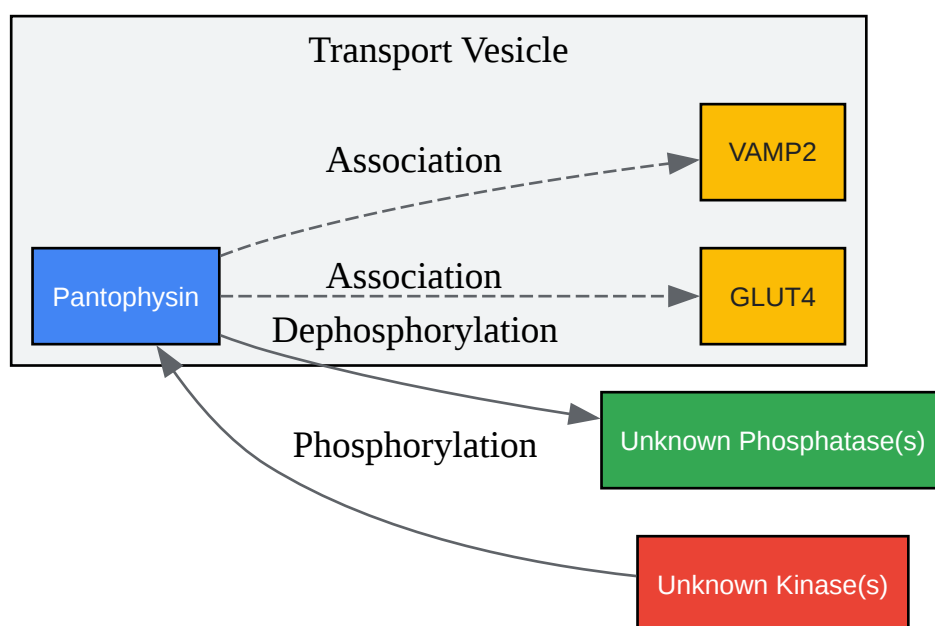 Transport Vesicle
VAMP2
Association
Pantophysin
Association
GLUT4
Dephosphorylation
Unknown Phosphatase(s)
Phosphorylation
Unknown Kinase(s)